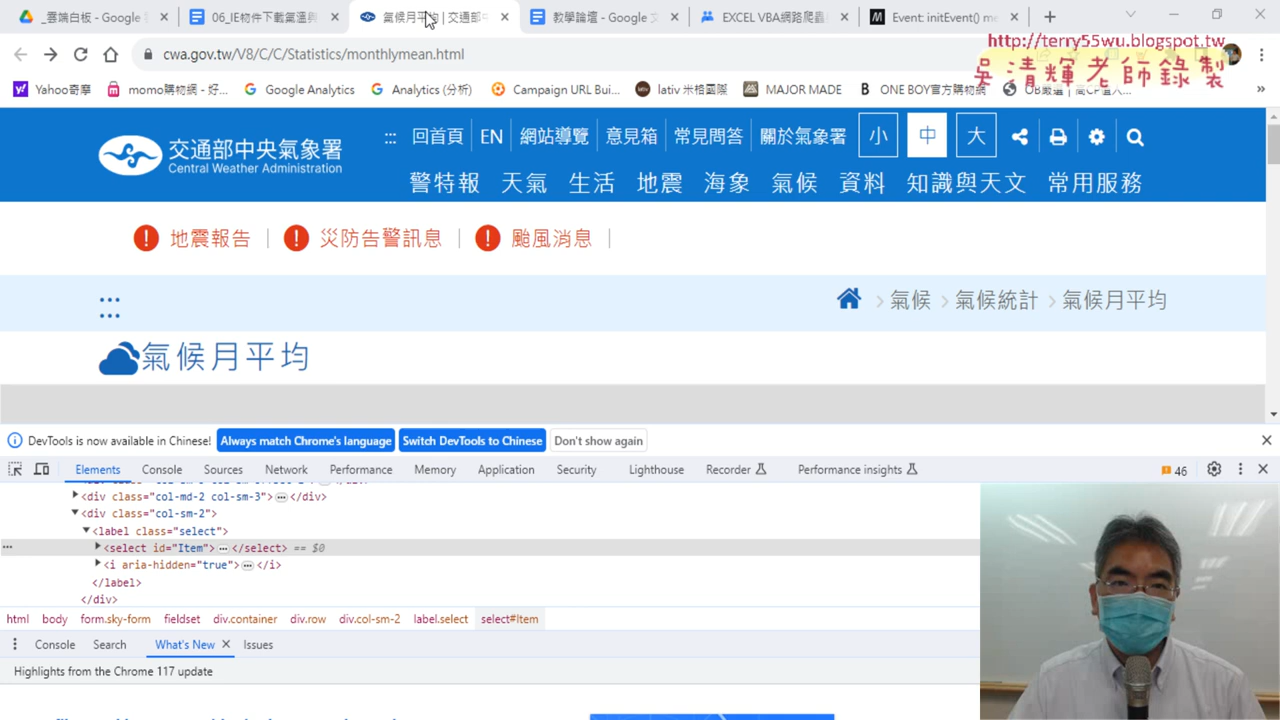 _雲端白板 - Google
06_IE物件下載氣溫與
氣候月平均 | 交通部中
教學論壇 - Google 文
EXCEL VBA網路爬蟲
Event: initEvent() me
http://terry55wu.blogspot.tw
cwa.gov.tw/V8/C/C/Statistics/monthlymean.html
吳清輝老師錄製
Yahoo奇摩
momo購物網 - 好...
Google Analytics
Analytics (分析)
Campaign URL Bui...
lativ 米格國際
MAJOR MADE
ONE BOY官方購物網
交通部中央氣象署
Central Weather Administration
::: 回首頁 EN 網站導覽 意見箱 常見問答 關於氣象署 小 中 大
警特報 天氣 生活 地震 海象 氣候 資料 知識與天文 常用服務
地震報告 災防告警訊息 颱風消息
:::
氣候 > 氣候統計 > 氣候月平均
氣候月平均
DevTools is now available in Chinese! Always match Chrome's language Switch DevTools to Chinese Don't show again
Elements Console Sources Network Performance Memory Application Security Lighthouse Recorder Performance insights 46
<div class="col-md-2 col-sm-3">…</div>
<div class="col-sm-2">
<label class="select">
<select id="Item">…</select> == $0
<i aria-hidden="true">…</i>
</label>
</div>
html body form.sky-form fieldset div.container div.row div.col-sm-2 label.select select#Item
Console Search What's New Issues
Highlights from the Chrome 117 update